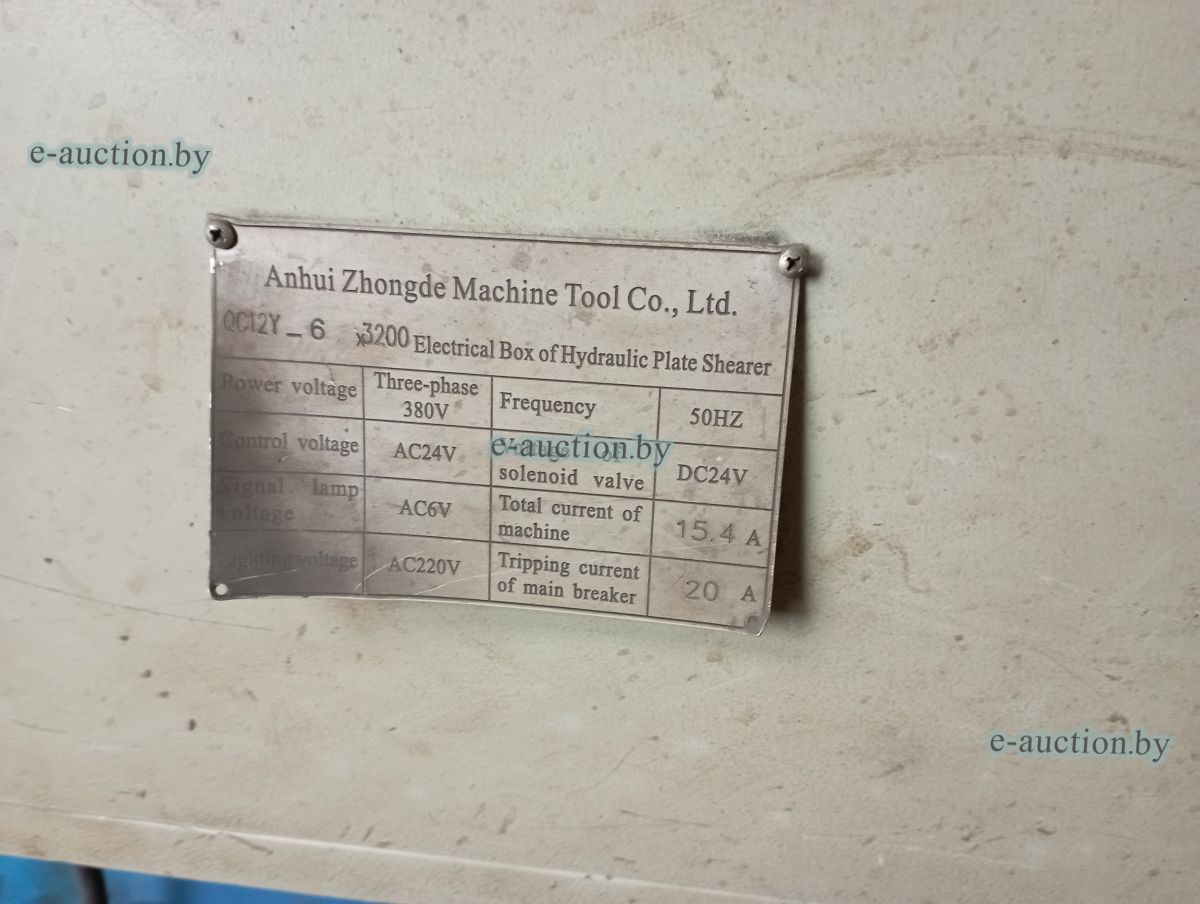 e-auction.by
Anhui Zhongde Machine Tool Co., Ltd.
QC12Y – 6 x3200 Electrical Box of Hydraulic Plate Shearer
Power voltage
Three-phase
380V
Frequency
50HZ
Control voltage
AC24V
e-auction.by
solenoid valve
DC24V
Signal lamp
voltage
AC6V
Total current of
machine
15.4 A
Lighting voltage
AC220V
Tripping current
of main breaker
20 A
e-auction.by